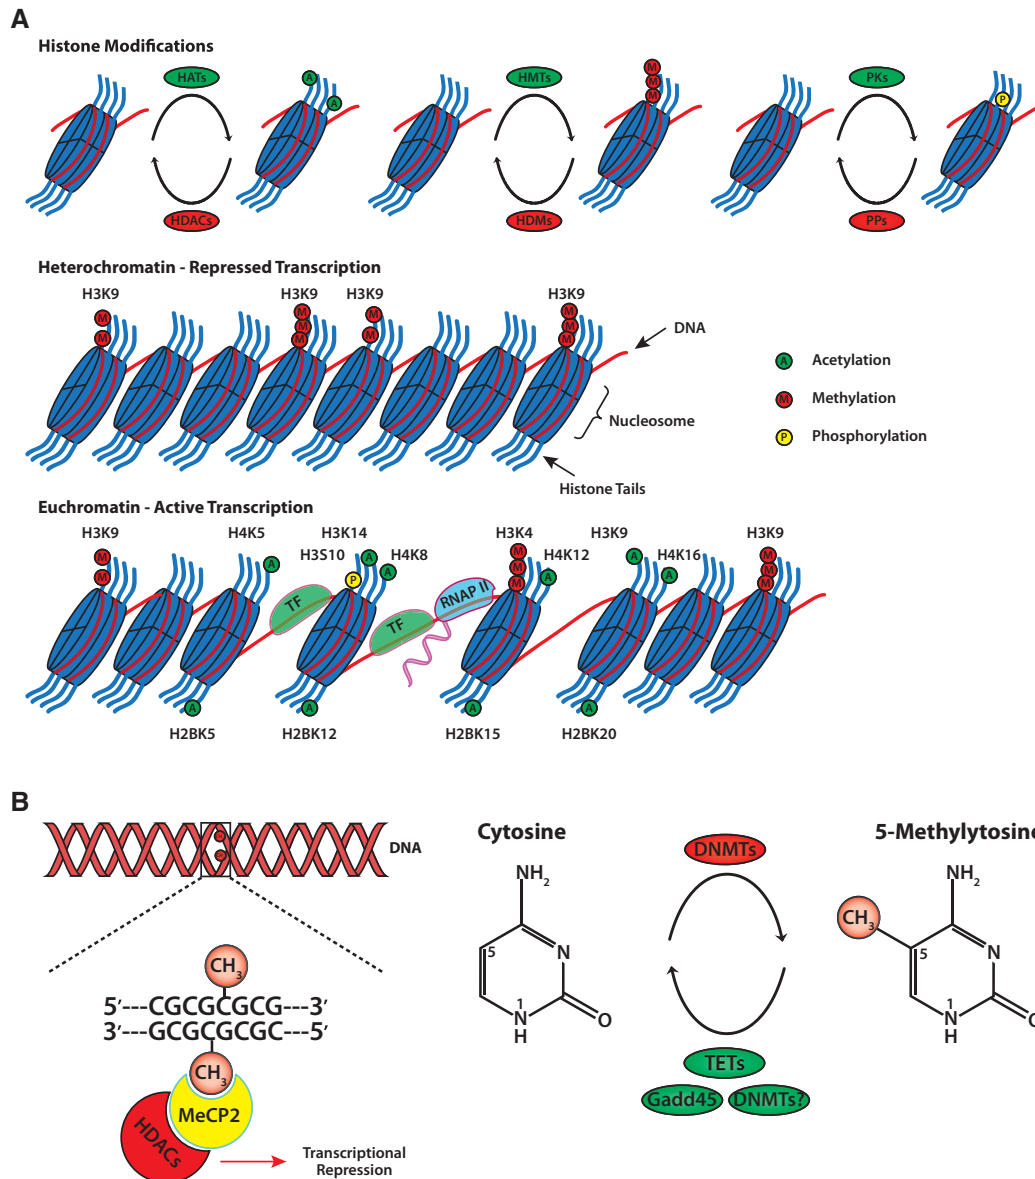 A
Histone Modifications
HATs
HMTs
PKs
A
A
M
M
M
P
HDACs
HDMs
PPs
Heterochromatin - Repressed Transcription
H3K9
H3K9
H3K9
H3K9
M
M
M
M
M
M
M
M
M
M
DNA
Nucleosome
Histone Tails
A Acetylation
M Methylation
P Phosphorylation
Euchromatin - Active Transcription
H3K9
H4K5
H3K14
H3K4
H3K9
H3K9
H3S10
H4K8
H4K12
H4K16
M
M
A
P
A
A
M
M
M
A
A
A
M
M
M
TF
TF
RNAP II
A
A
A
A
H2BK5
H2BK12
H2BK15
H2BK20
B
DNA
CH3
5′---CGCGCGCG---3′
3′---GCGCGCGC---5′
CH3
MeCP2
HDACs
Transcriptional
Repression
Cytosine
NH2
5
N
1
N
H
O
DNMTs
TETs
Gadd45
DNMTs?
5-Methylytosine
NH2
CH3
5
N
1
N
H
O